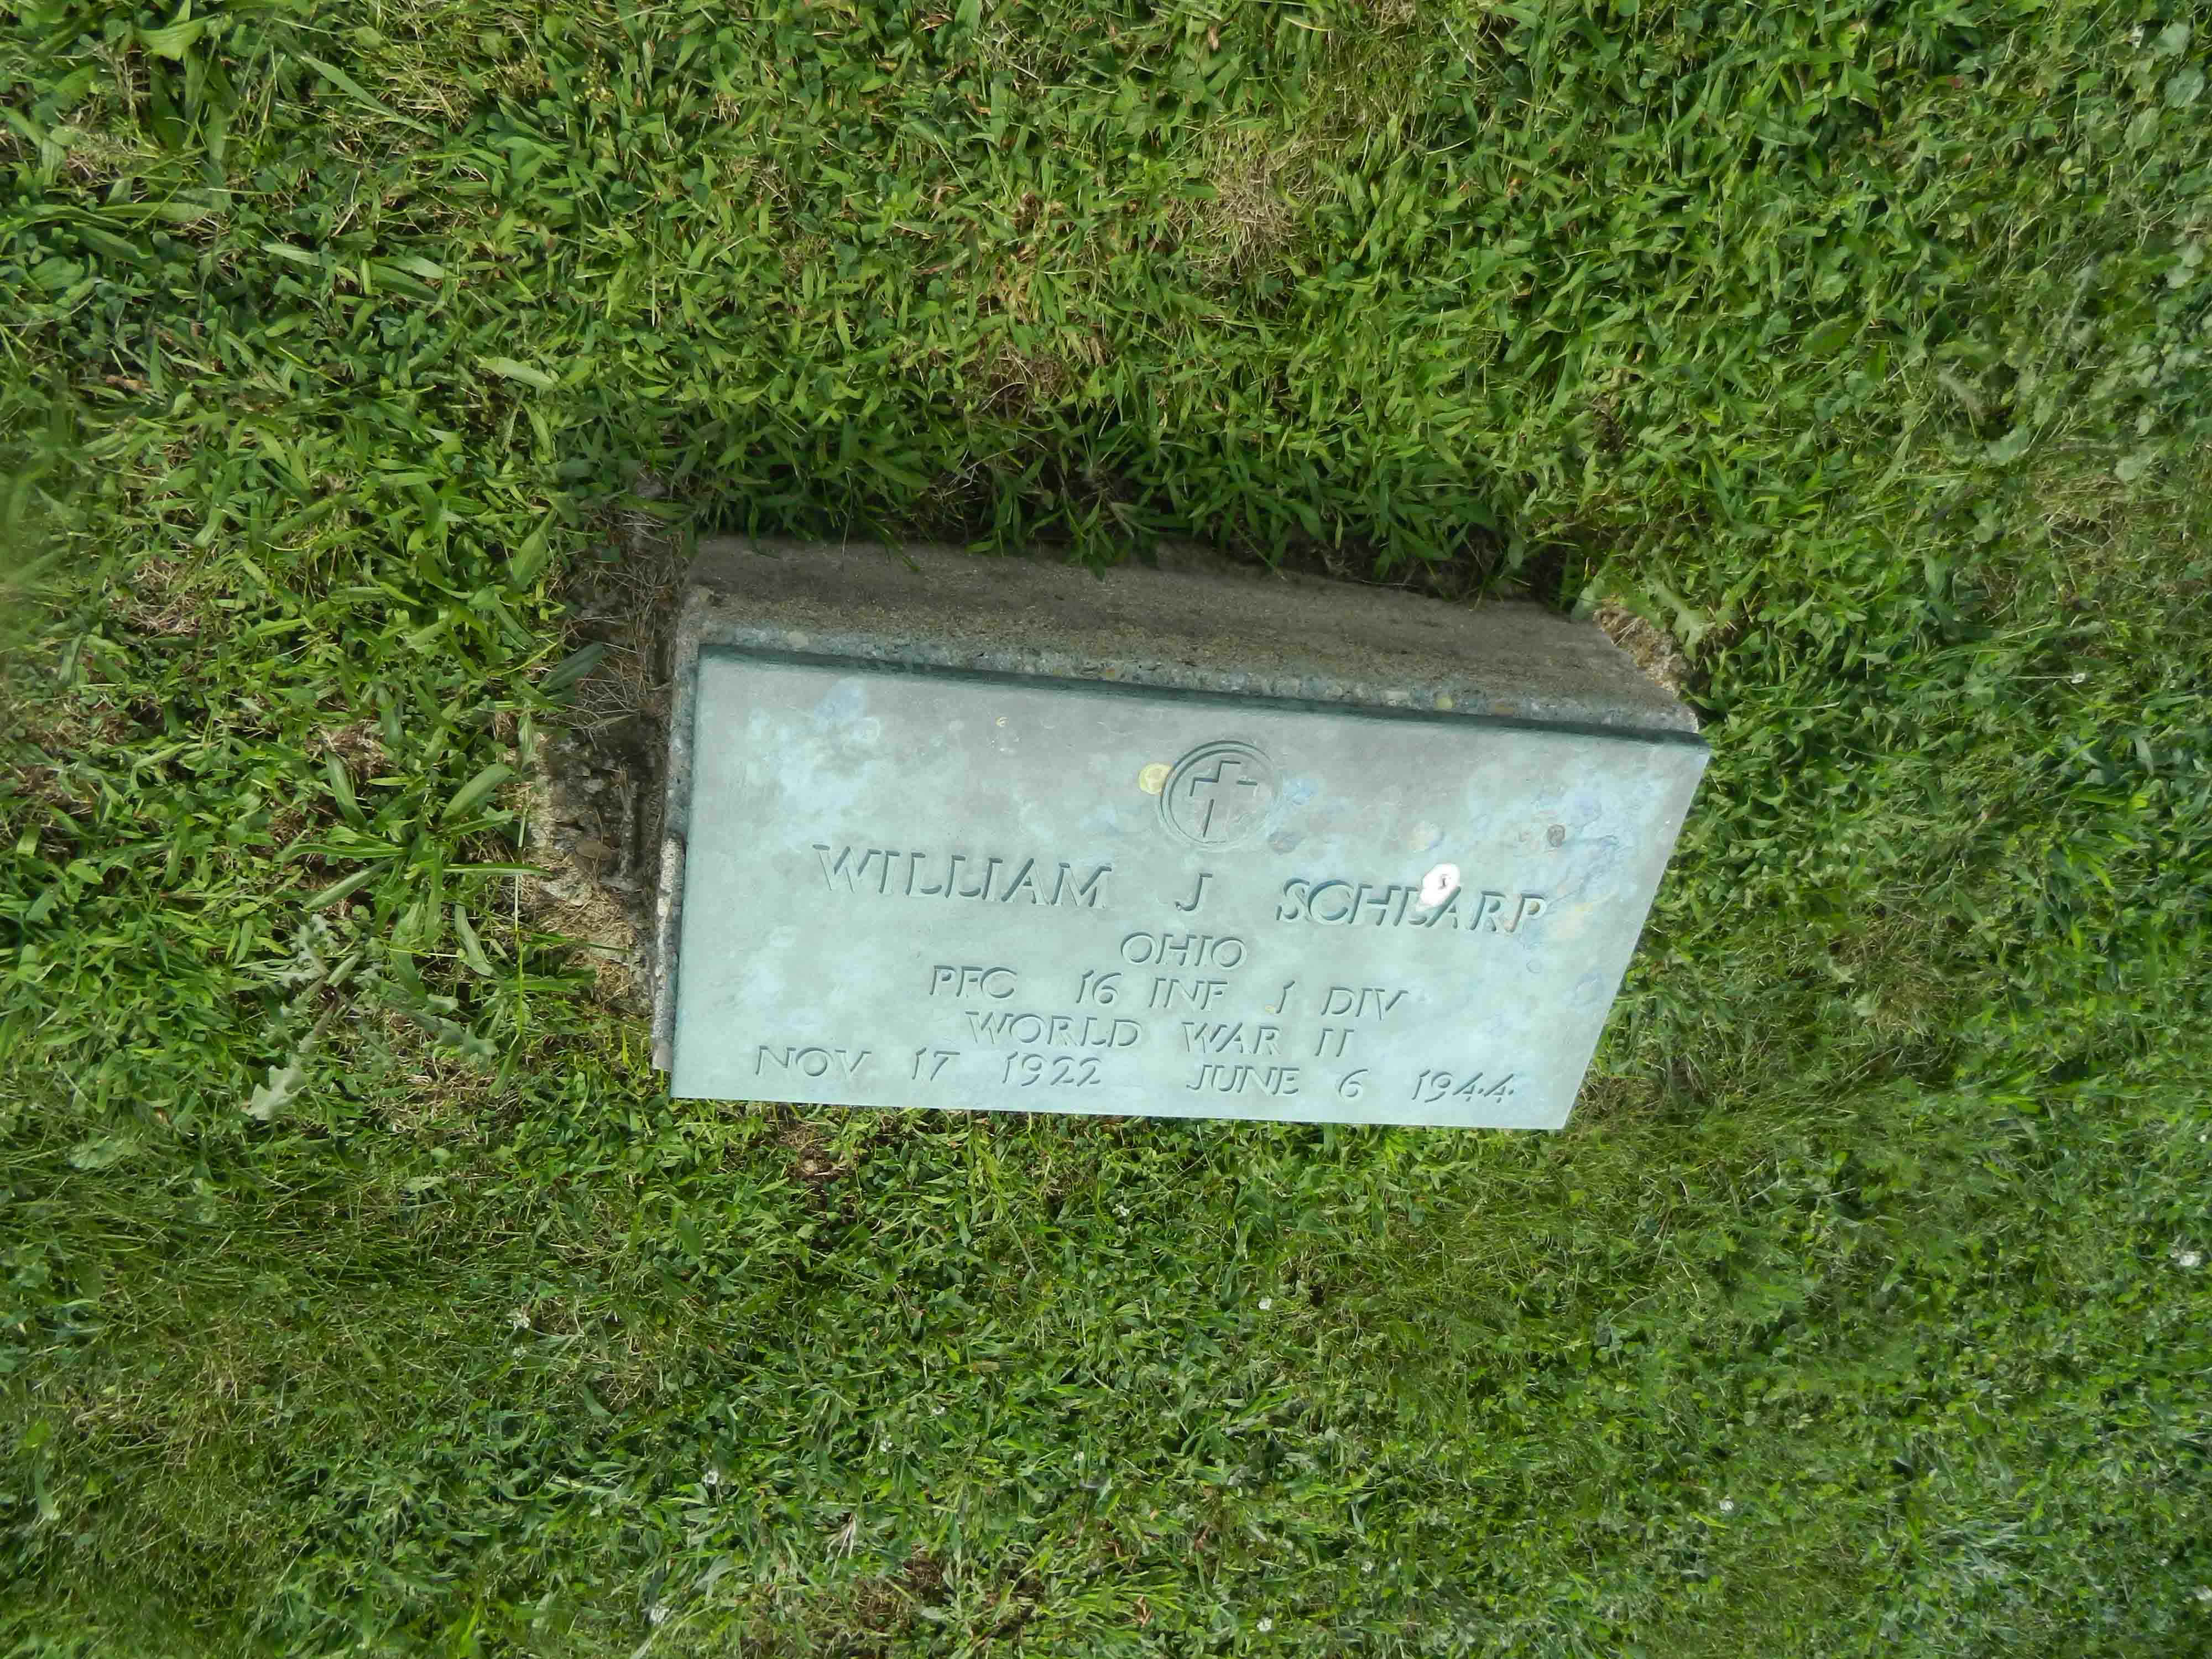 WILLIAM J SCHLARP
OHIO
PFC 16 INF 1 DIV
WORLD WAR II
NOV 17 1922 JUNE 6 1944